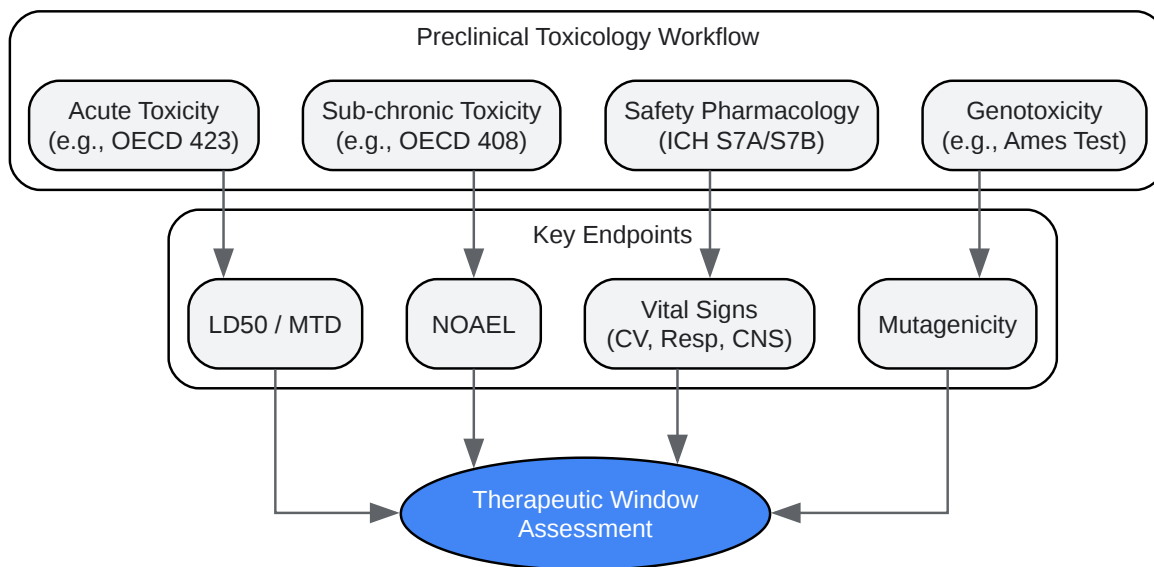 Preclinical Toxicology Workflow
Acute Toxicity
(e.g., OECD 423)
Sub-chronic Toxicity
(e.g., OECD 408)
Safety Pharmacology
(ICH S7A/S7B)
Genotoxicity
(e.g., Ames Test)
Key Endpoints
LD50 / MTD
NOAEL
Vital Signs
(CV, Resp, CNS)
Mutagenicity
Therapeutic Window
Assessment